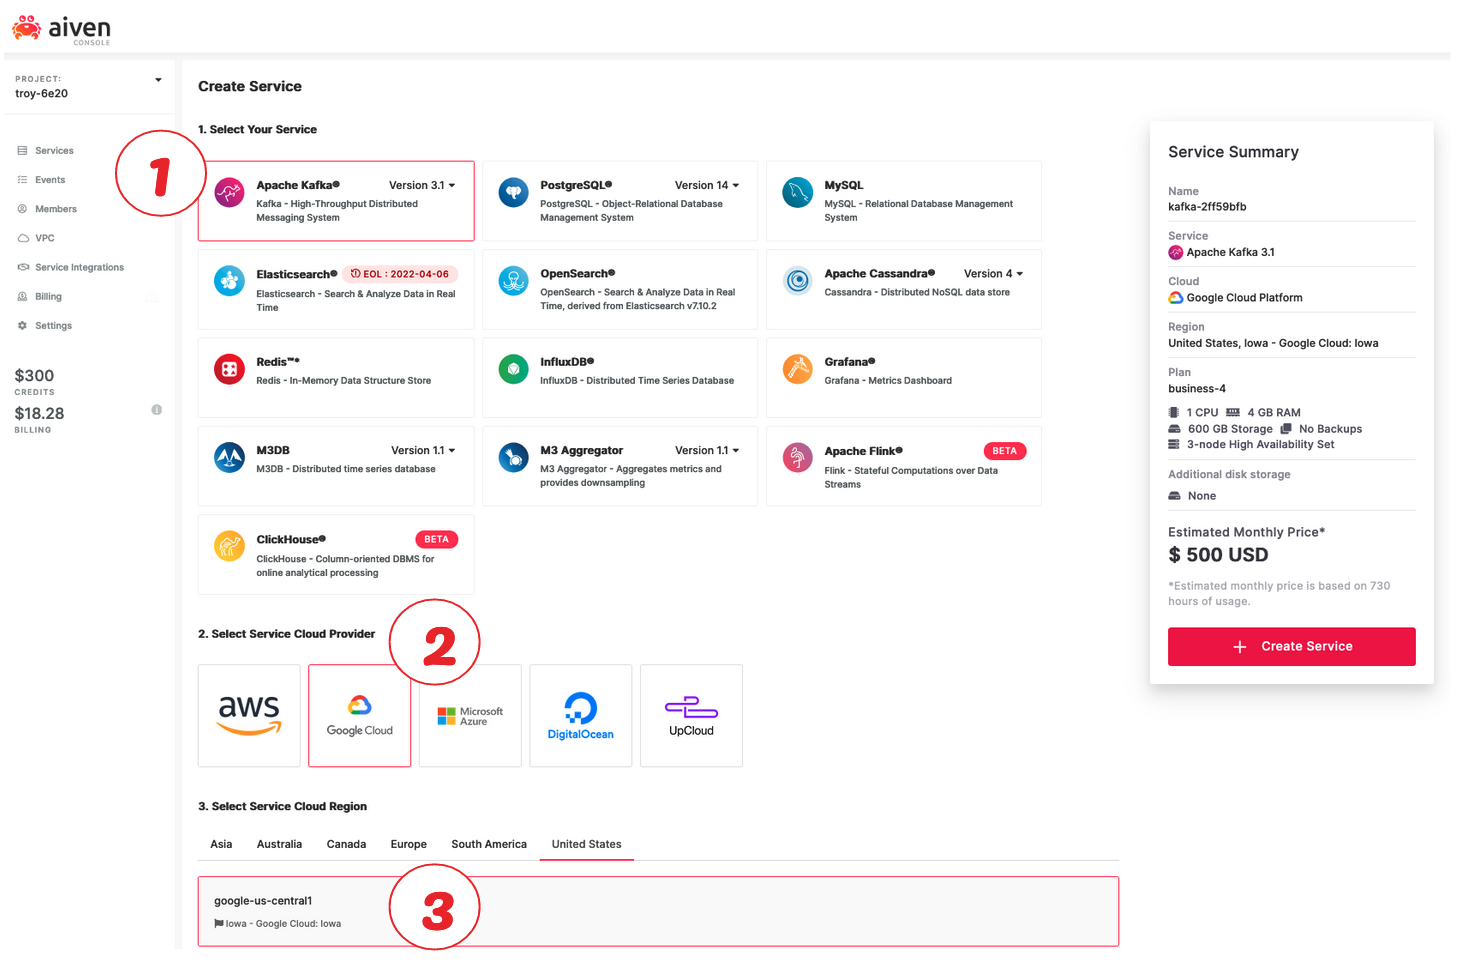 aiven
CONSOLE
PROJECT:
troy-6e20
Services
Events
Members
VPC
Service Integrations
Billing
Settings
$300
CREDITS
$18.28
BILLING
Create Service
1. Select Your Service
1
Apache Kafka® Version 3.1
Kafka - High-Throughput Distributed
Messaging System
PostgreSQL® Version 14
PostgreSQL - Object-Relational Database
Management System
MySQL
MySQL - Relational Database Management
System
Elasticsearch® EOL : 2022-04-06
Elasticsearch - Search & Analyze Data in Real
Time
OpenSearch®
OpenSearch - Search & Analyze Data in Real
Time, derived from Elasticsearch v7.10.2
Apache Cassandra® Version 4
Cassandra - Distributed NoSQL data store
Redis™*
Redis - In-Memory Data Structure Store
InfluxDB®
InfluxDB - Distributed Time Series Database
Grafana®
Grafana - Metrics Dashboard
M3DB Version 1.1
M3DB - Distributed time series database
M3 Aggregator Version 1.1
M3 Aggregator - Aggregates metrics and
provides downsampling
Apache Flink® BETA
Flink - Stateful Computations over Data
Streams
ClickHouse® BETA
ClickHouse - Column-oriented DBMS for
online analytical processing
2. Select Service Cloud Provider
2
aws
Google Cloud
Microsoft
Azure
DigitalOcean
UpCloud
3. Select Service Cloud Region
Asia Australia Canada Europe South America United States
google-us-central1
Iowa - Google Cloud: Iowa
3
Service Summary
Name
kafka-2ff59bfb
Service
Apache Kafka 3.1
Cloud
Google Cloud Platform
Region
United States, Iowa - Google Cloud: Iowa
Plan
business-4
1 CPU 4 GB RAM
600 GB Storage No Backups
3-node High Availability Set
Additional disk storage
None
Estimated Monthly Price*
$ 500 USD
*Estimated monthly price is based on 730
hours of usage.
+ Create Service